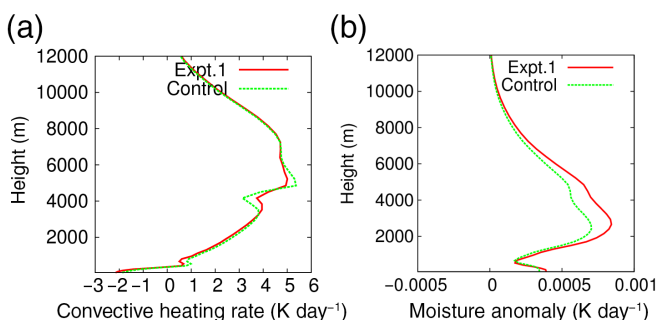 (a)
12000
10000
8000
6000
4000
2000
Height (m)
Expt.1
Control
−3 −2 −1 0 1 2 3 4 5 6
Convective heating rate (K day⁻¹)
(b)
12000
10000
8000
6000
4000
2000
Height (m)
Expt.1
Control
−0.0005 0 0.0005 0.001
Moisture anomaly (K day⁻¹)